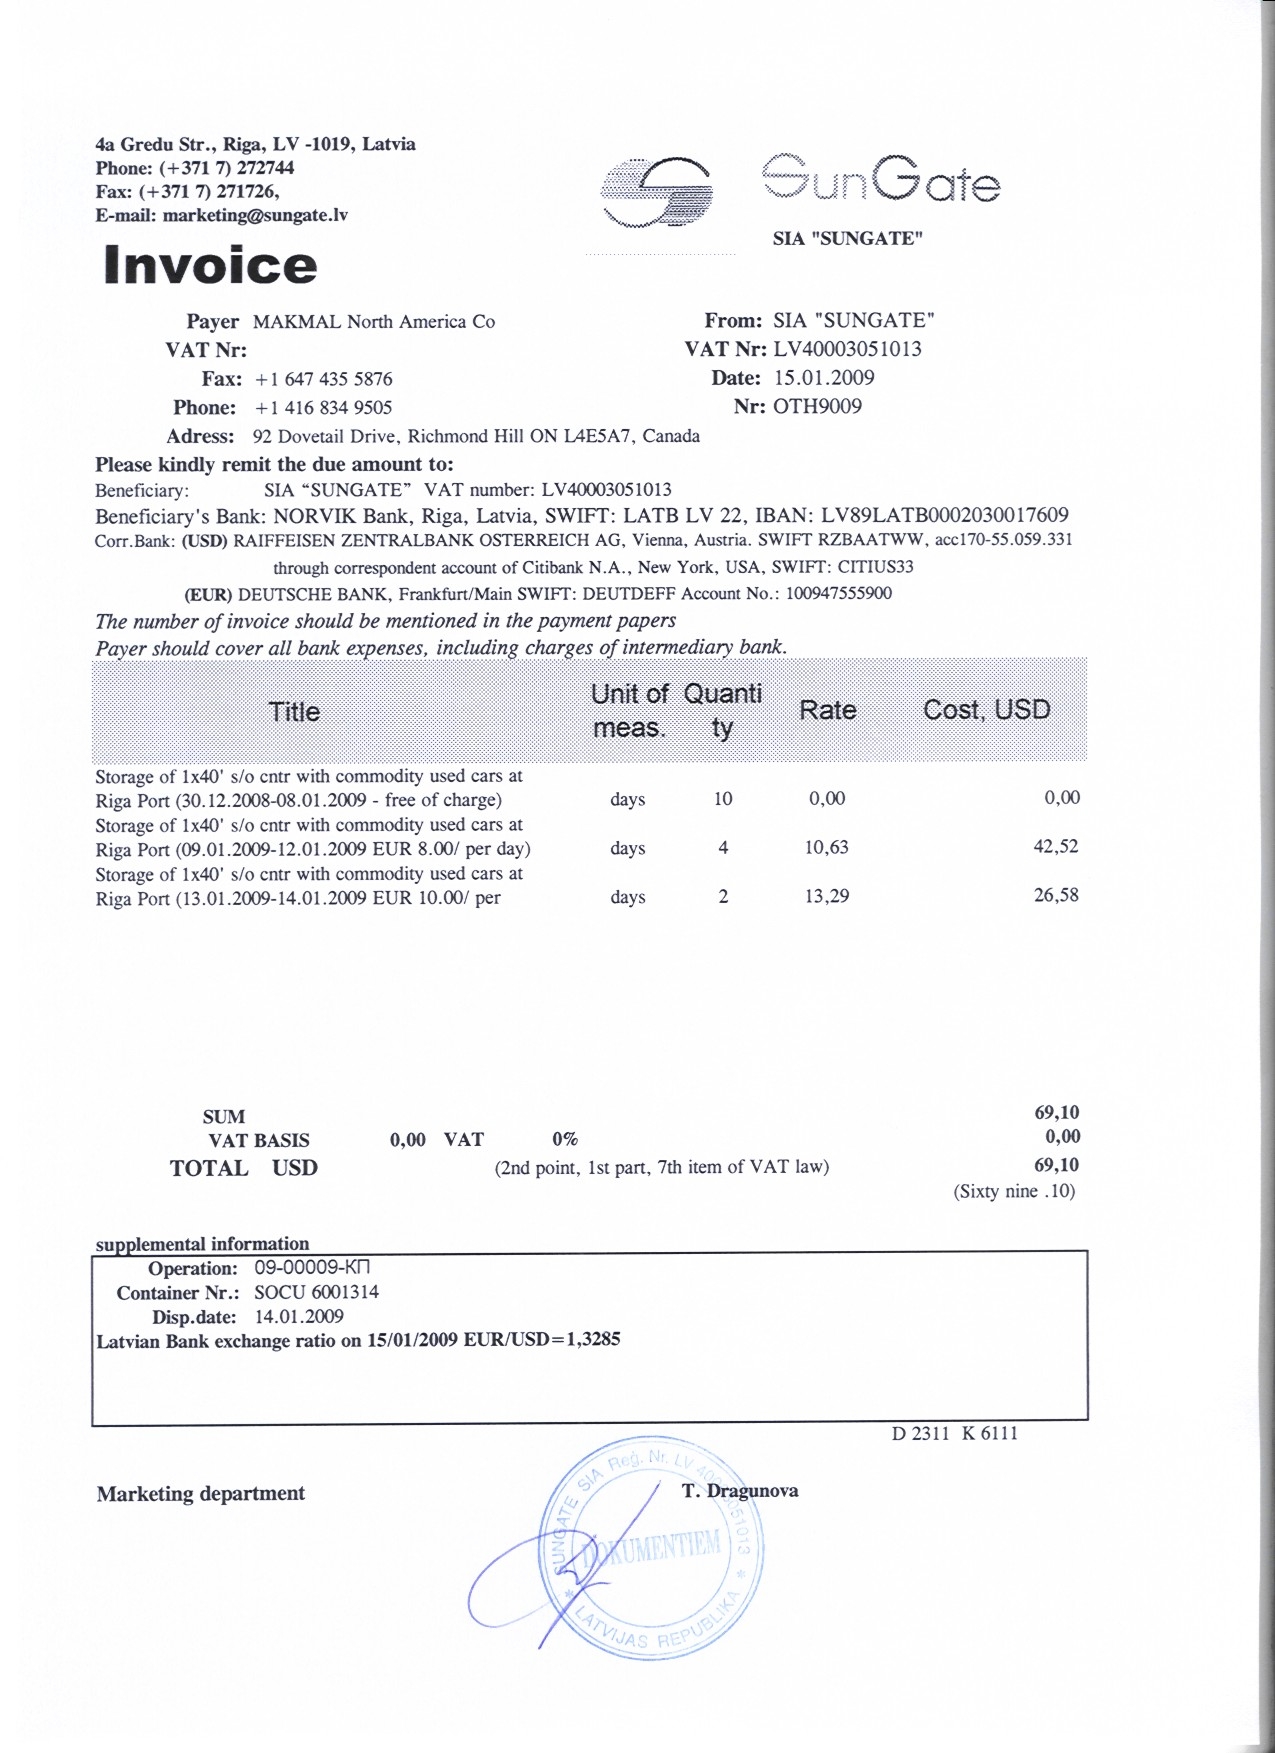 4a Gredu Str., Riga, LV -1019, Latvia
Phone: (+371 7) 272744
Fax: (+371 7) 271726,
E-mail: marketing@sungate.lv
SunGate
SIA "SUNGATE"
Invoice
Payer MAKMAL North America Co
From: SIA "SUNGATE"
VAT Nr:
VAT Nr: LV40003051013
Fax: +1 647 435 5876
Date: 15.01.2009
Phone: +1 416 834 9505
Nr: OTH9009
Adress: 92 Dovetail Drive, Richmond Hill ON L4E5A7, Canada
Please kindly remit the due amount to:
Beneficiary: SIA “SUNGATE” VAT number: LV40003051013
Beneficiary's Bank: NORVIK Bank, Riga, Latvia, SWIFT: LATB LV 22, IBAN: LV89LATB0002030017609
Corr.Bank: (USD) RAIFFEISEN ZENTRALBANK OSTERREICH AG, Vienna, Austria. SWIFT RZBAATWW, acc170-55.059.331
through correspondent account of Citibank N.A., New York, USA, SWIFT: CITIUS33
(EUR) DEUTSCHE BANK, Frankfurt/Main SWIFT: DEUTDEFF Account No.: 100947555900
The number of invoice should be mentioned in the payment papers
Payer should cover all bank expenses, including charges of intermediary bank.
Title Unit of meas. Quanti ty Rate Cost, USD
Storage of 1x40' s/o cntr with commodity used cars at
Riga Port (30.12.2008-08.01.2009 - free of charge) days 10 0,00 0,00
Storage of 1x40' s/o cntr with commodity used cars at
Riga Port (09.01.2009-12.01.2009 EUR 8.00/ per day) days 4 10,63 42,52
Storage of 1x40' s/o cntr with commodity used cars at
Riga Port (13.01.2009-14.01.2009 EUR 10.00/ per days 2 13,29 26,58
SUM 69,10
VAT BASIS 0,00 VAT 0% 0,00
TOTAL USD (2nd point, 1st part, 7th item of VAT law) 69,10
(Sixty nine .10)
supplemental information
Operation: 09-00009-КП
Container Nr.: SOCU 6001314
Disp.date: 14.01.2009
Latvian Bank exchange ratio on 15/01/2009 EUR/USD=1,3285
D 2311 K 6111
Marketing department
T. Dragunova
SUNGATE SIA Reģ. Nr. LV 40003051013
DOKUMENTIEM
* LATVIJAS REPUBLIKA *